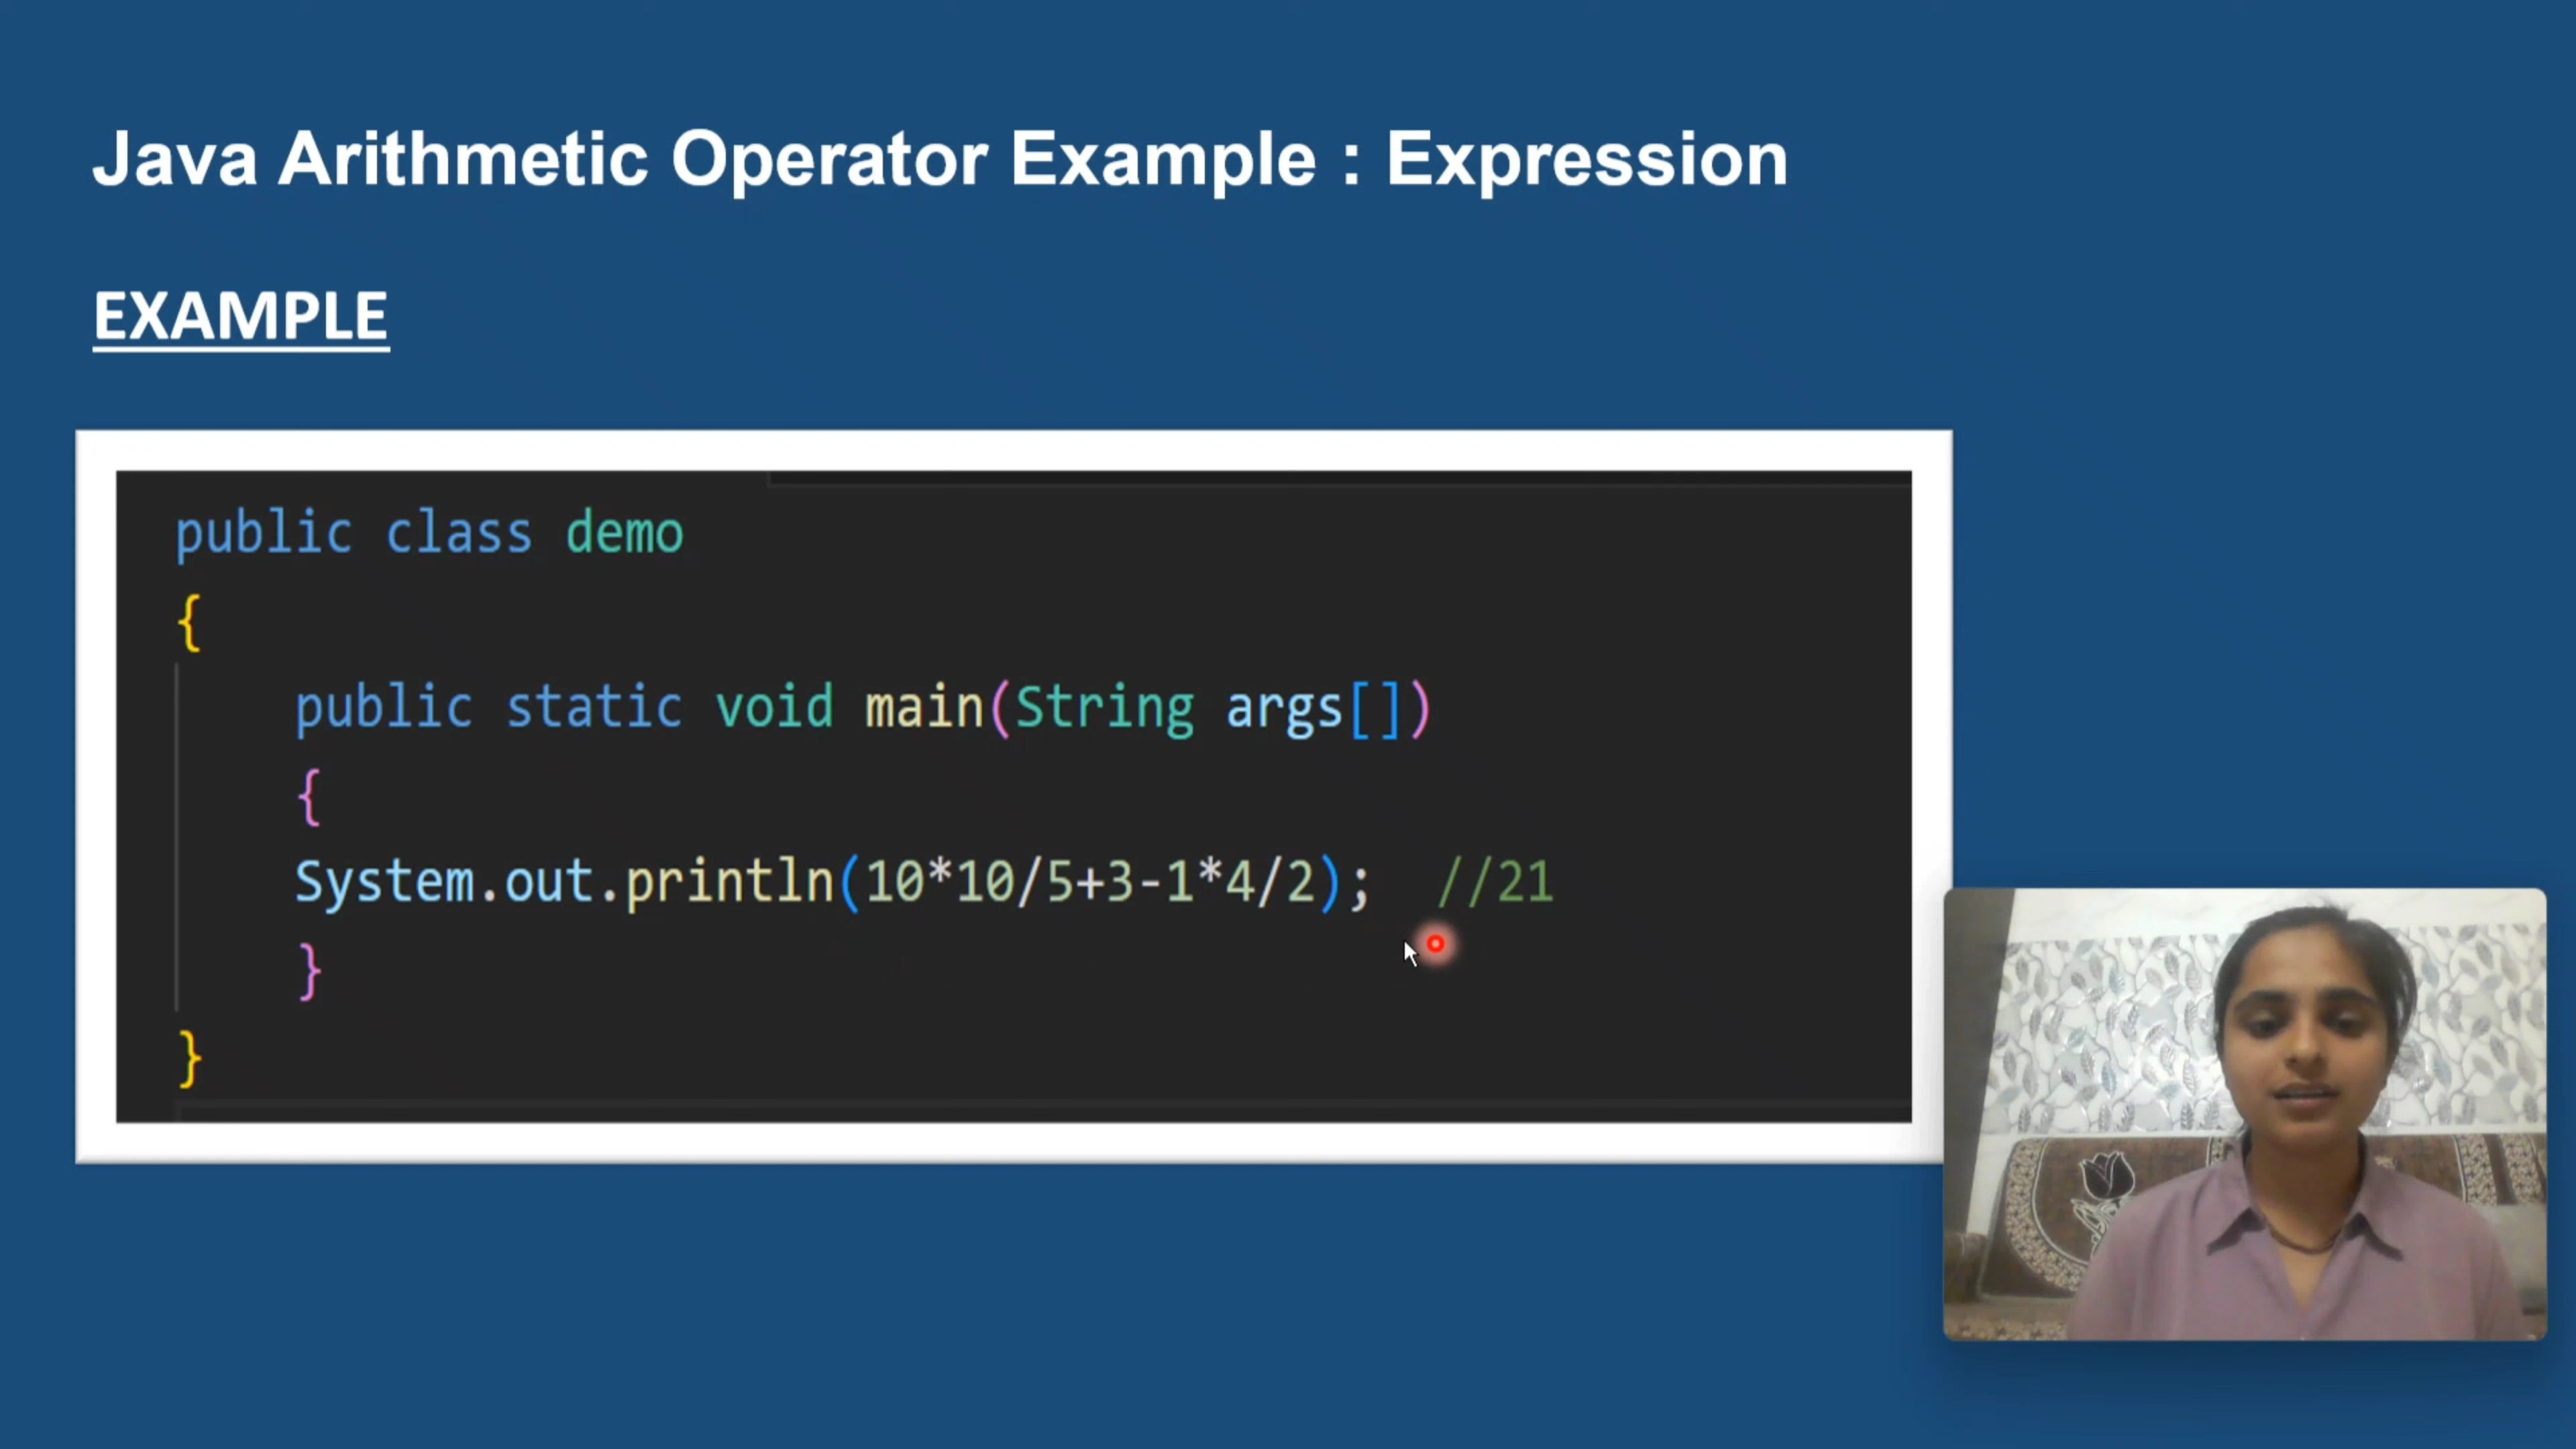 Java Arithmetic Operator Example : Expression
EXAMPLE
public class demo
{
public static void main(String args[])
{
System.out.println(10*10/5+3-1*4/2); //21
}
}